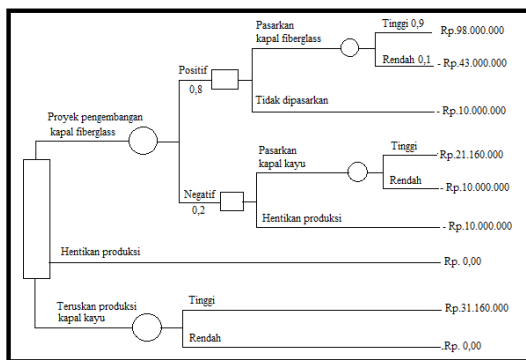 Pasarkan
kapal fiberglass
Tinggi 0,9
Rp.98.000.000
Rendah 0,1
- Rp.43.000.000
Positif
0,8
Tidak dipasarkan
- Rp.10.000.000
Proyek pengembangan
kapal fiberglass
Pasarkan
kapal kayu
Tinggi
Rp.21.160.000
Rendah
- Rp.10.000.000
Negatif
0,2
Hentikan produksi
- Rp.10.000.000
Hentikan produksi
Rp. 0,00
Teruskan produksi
kapal kayu
Tinggi
Rp.31.160.000
Rendah
.Rp. 0,00